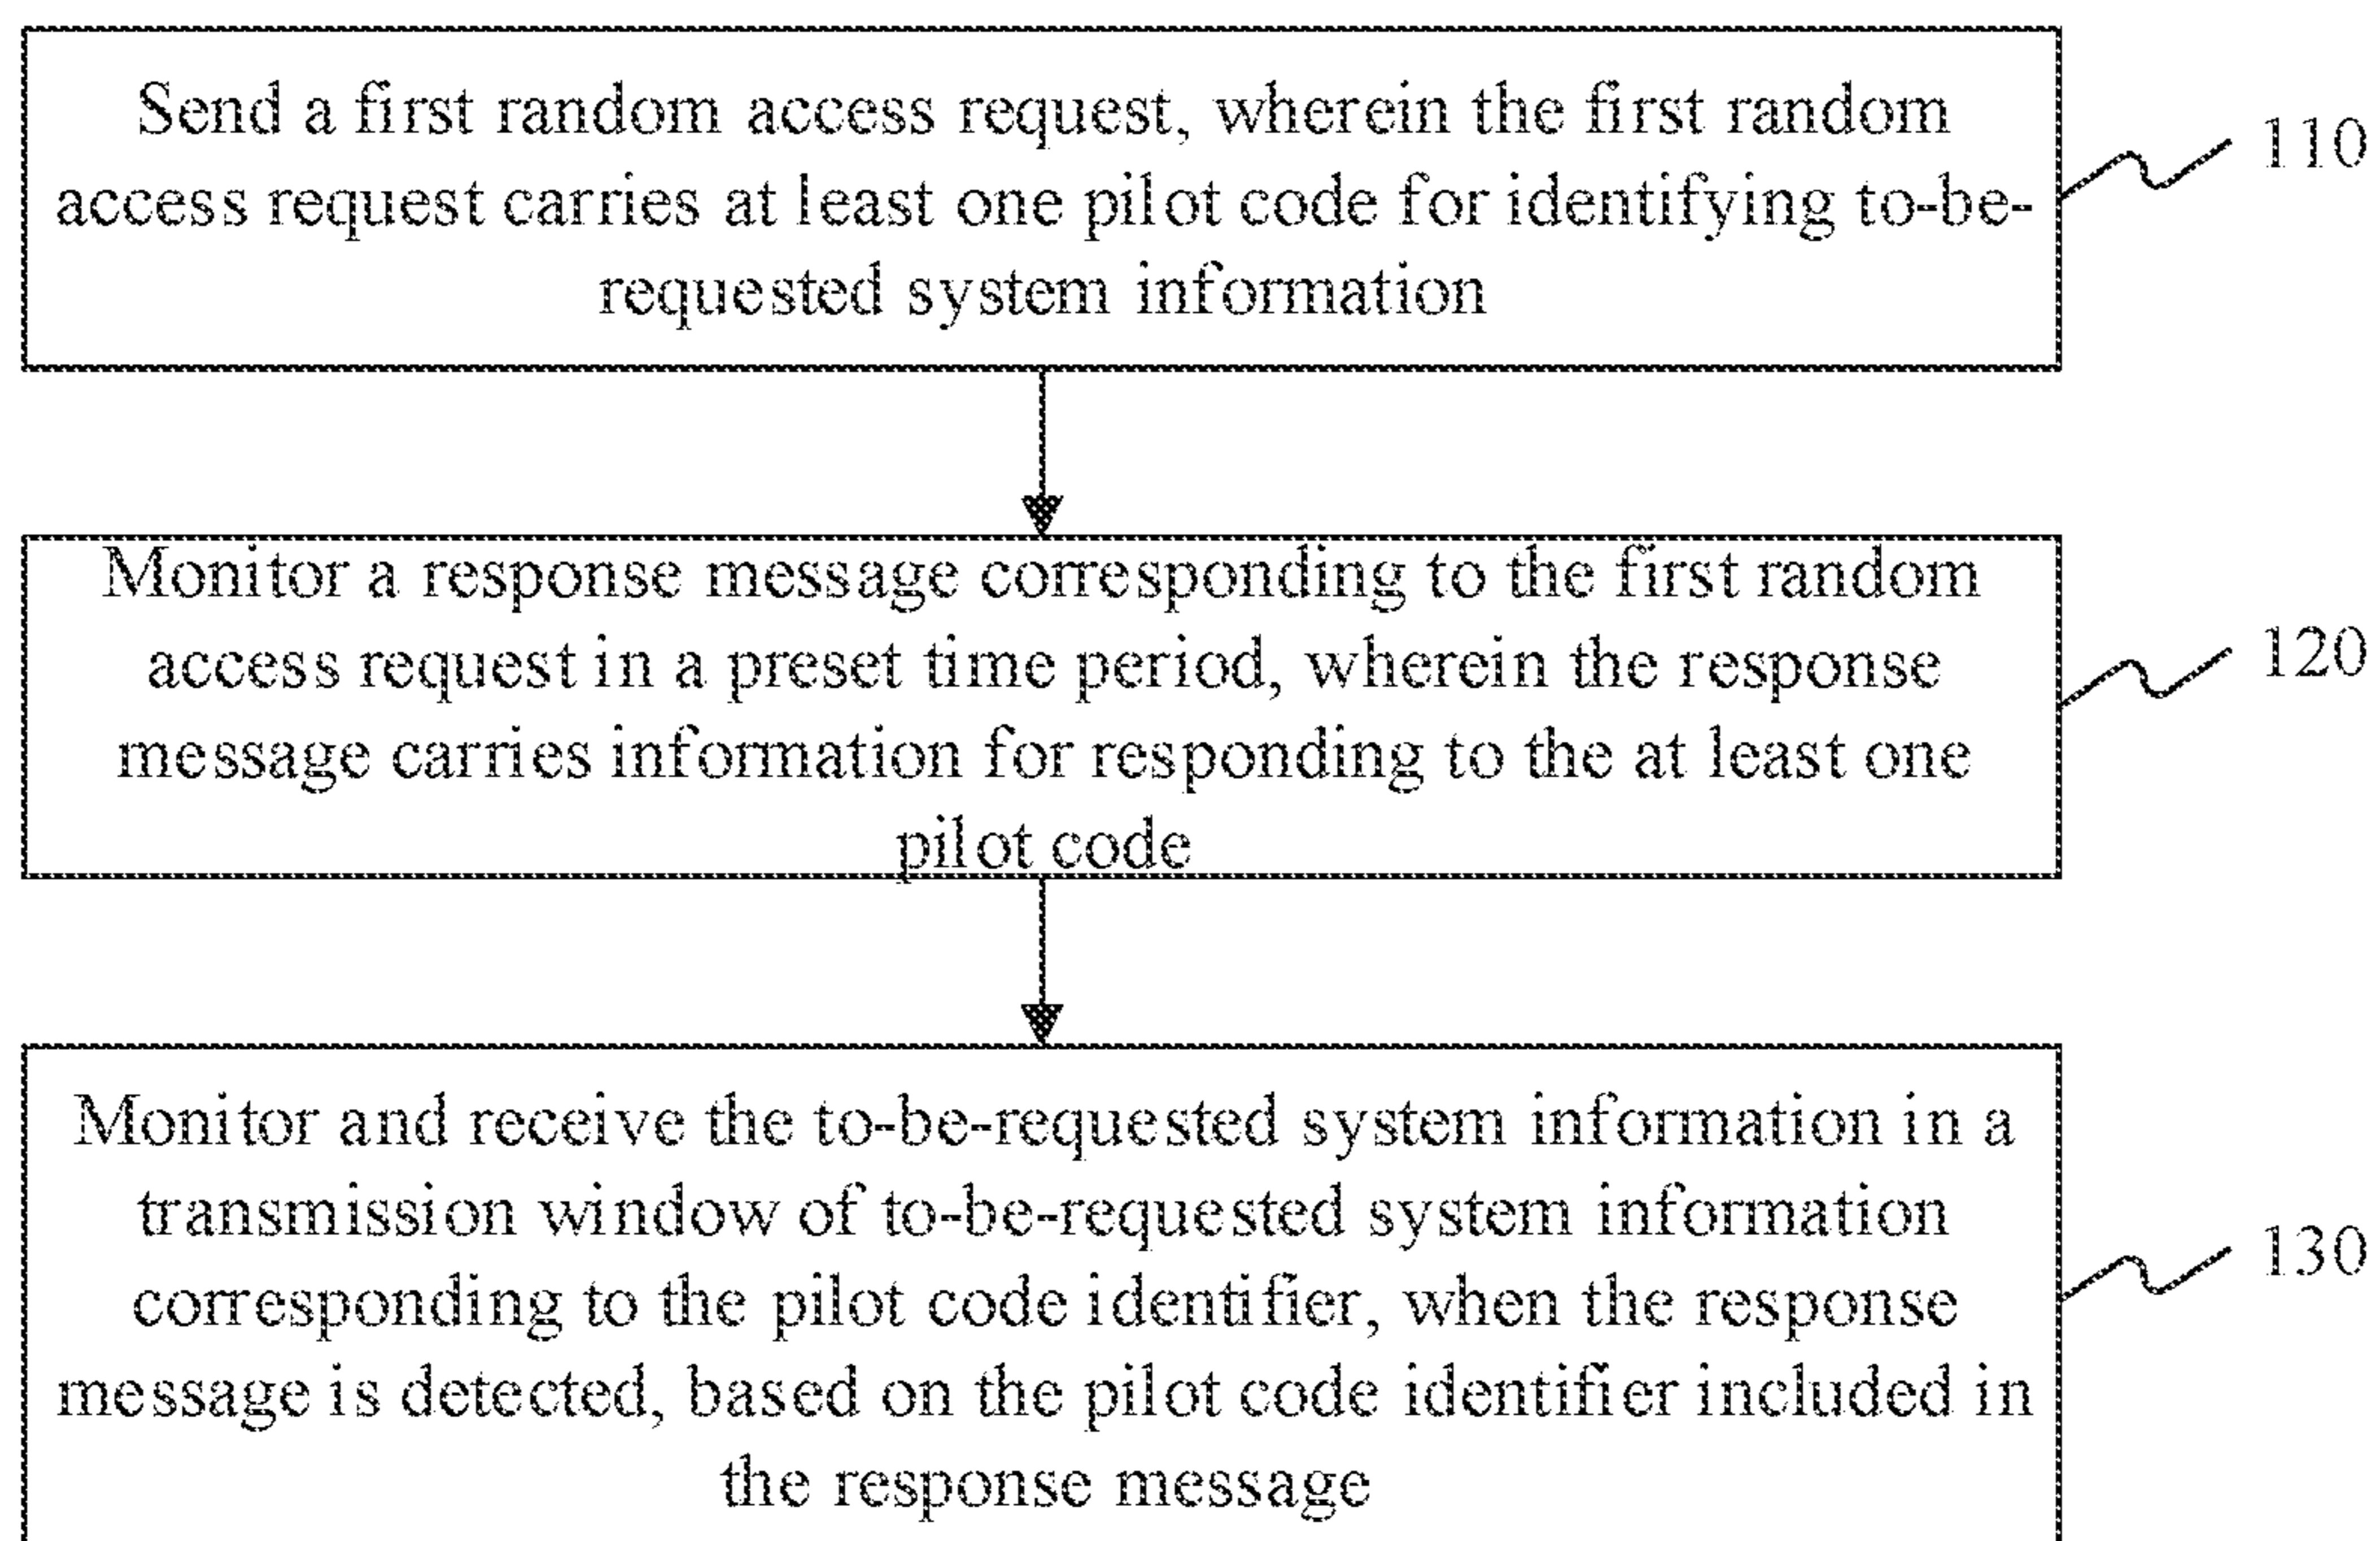 Send a first random access request, wherein the first random
access request carries at least one pilot code for identifying to-be-
requested system information
110
Monitor a response message corresponding to the first random
access request in a preset time period, wherein the response
message carries information for responding to the at least one
pilot code
120
Monitor and receive the to-be-requested system information in a
transmission window of to-be-requested system information
corresponding to the pilot code identifier, when the response
message is detected, based on the pilot code identifier included in
the response message
130